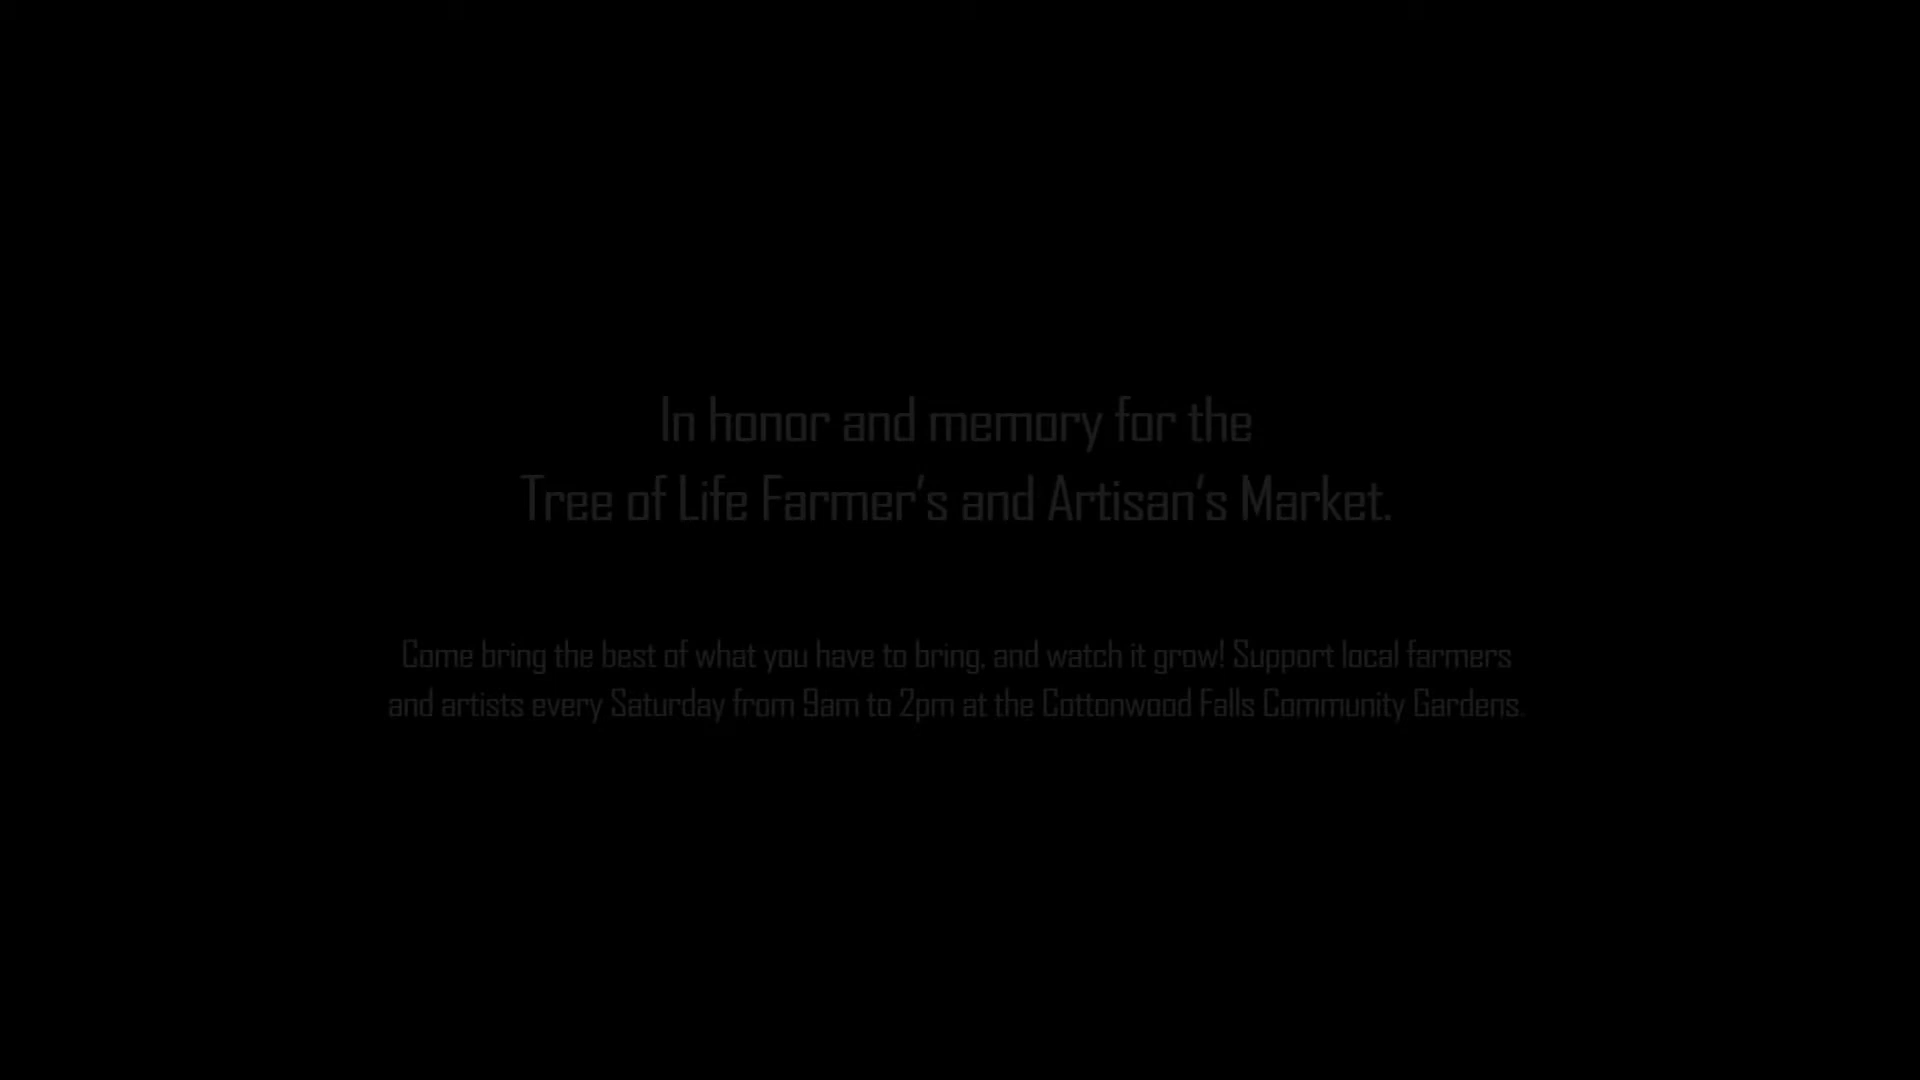 In honor and memory for the
Tree of Life Farmer's and Artisan's Market.
Come bring the best of what you have to bring, and watch it grow! Support local farmers
and artists every Saturday from 9am to 2pm at the Cottonwood Falls Community Gardens.